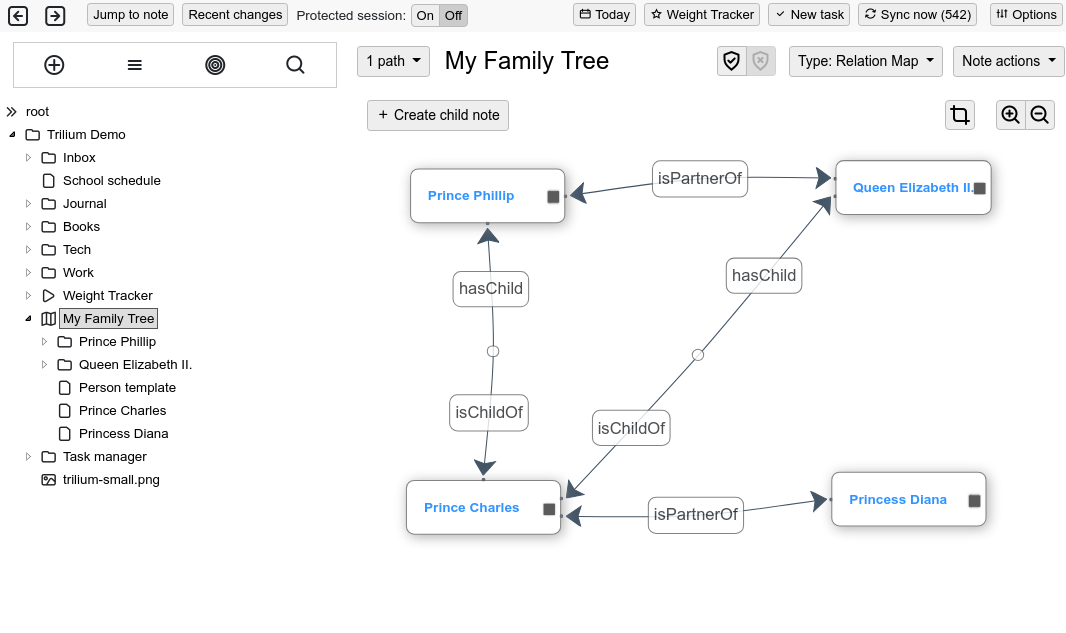 Jump to note Recent changes Protected session: On Off Today Weight Tracker New task Sync now (542) Options
1 path My Family Tree Type: Relation Map Note actions
+ Create child note
root
Trilium Demo
Inbox
School schedule
Journal
Books
Tech
Work
Weight Tracker
My Family Tree
Prince Phillip
Queen Elizabeth II.
Person template
Prince Charles
Princess Diana
Task manager
trilium-small.png
isPartnerOf
Prince Phillip
Queen Elizabeth II.
hasChild
hasChild
isChildOf
isChildOf
Prince Charles
isPartnerOf
Princess Diana